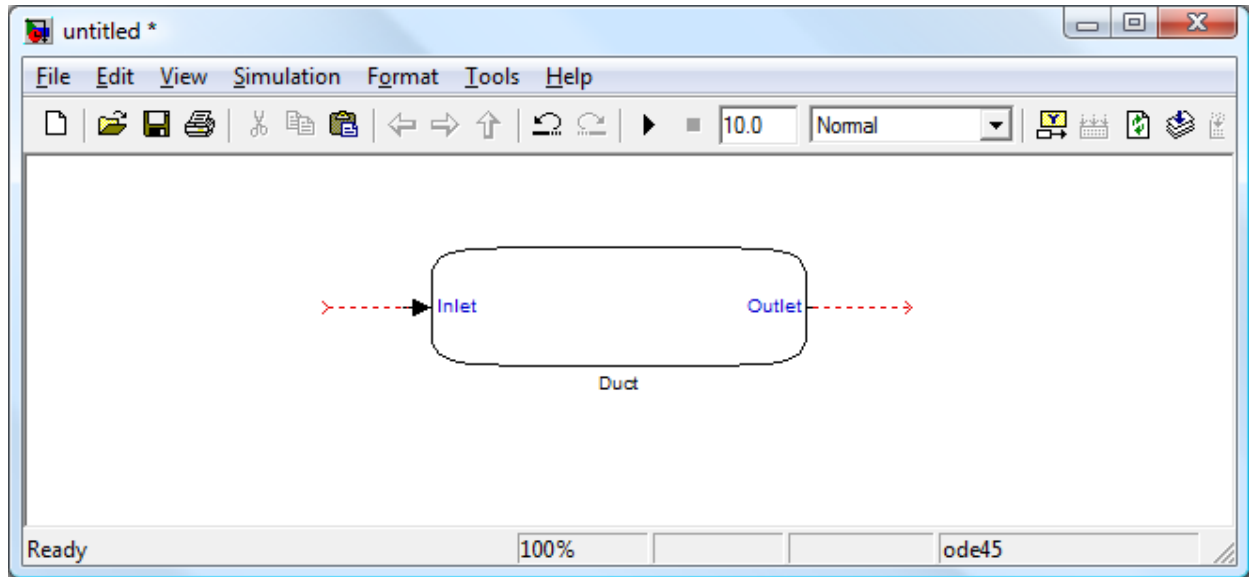 untitled *
File Edit View Simulation Format Tools Help
10.0 Normal
Inlet Outlet
Duct
Ready 100% ode45